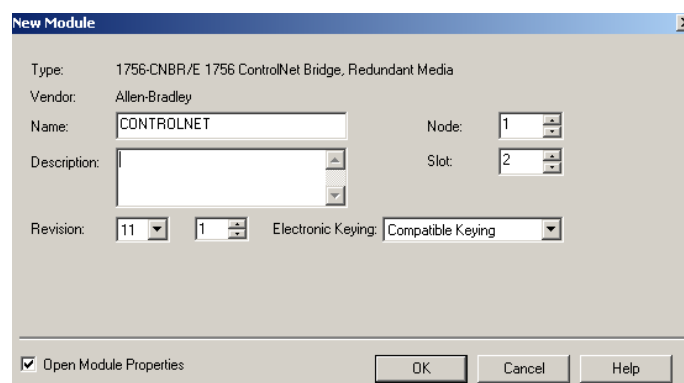 New Module
Type: 1756-CNBR/E 1756 ControlNet Bridge, Redundant Media
Vendor: Allen-Bradley
Name: CONTROLNET Node: 1
Description: Slot: 2
Revision: 11 1 Electronic Keying: Compatible Keying
Open Module Properties OK Cancel Help